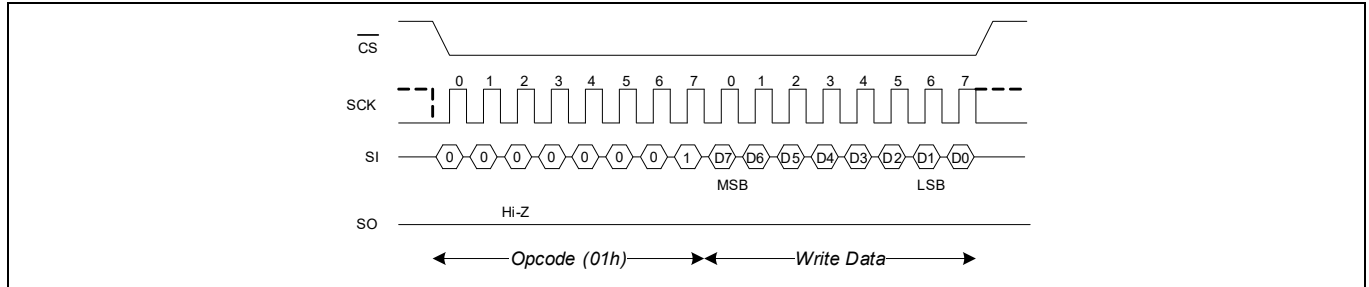 CS
0 1 2 3 4 5 6 7 0 1 2 3 4 5 6 7
SCK
SI 0 0 0 0 0 0 0 1 D7 D6 D5 D4 D3 D2 D1 D0
MSB LSB
Hi-Z
SO
Opcode (01h) Write Data